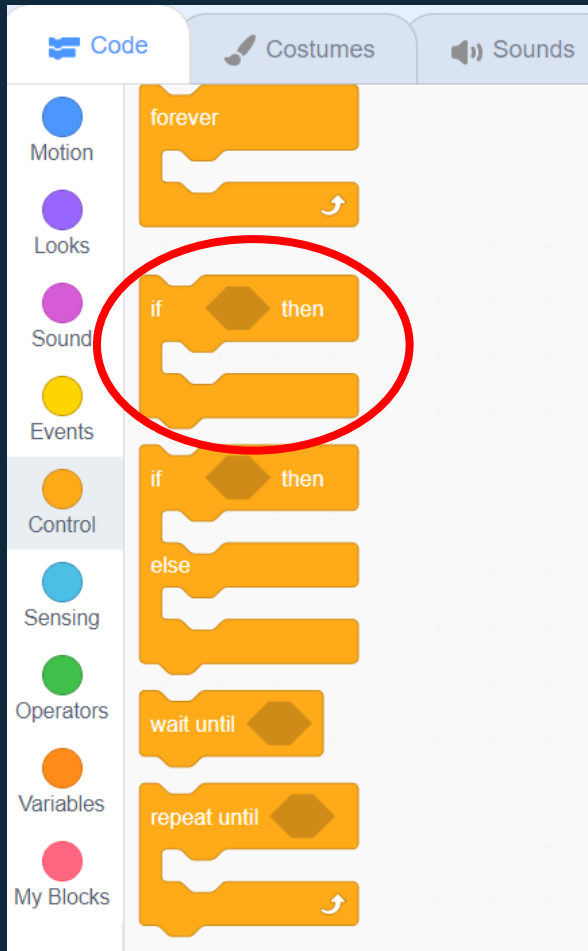 Code Costumes Sounds
Motion
Looks
Sound
Events
Control
Sensing
Operators
Variables
My Blocks
forever
if then
if then
else
wait until
repeat until